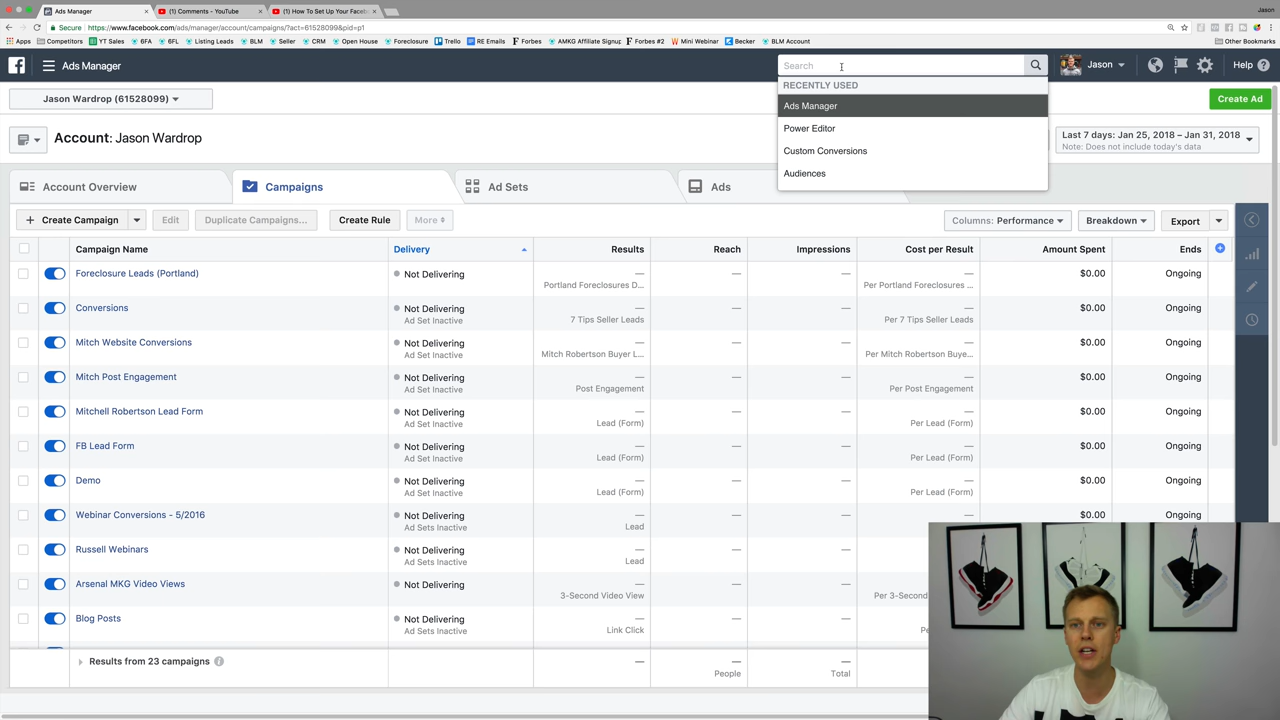 Ads Manager
(1) Comments - YouTube
(1) How To Set Up Your Faceb
Jason
Secure
https://www.facebook.com/ads/manager/account/campaigns/?act=61528099&pid=p1
Apps
Competitors
YT Sales
6FA
6FL
Listing Leads
BLM
Seller
CRM
Open House
Foreclosure
Trello
RE Emails
Forbes
AMKG Affiliate Signup
Forbes #2
Mini Webinar
Becker
BLM Account
Other Bookmarks
Ads Manager
Search
Jason
Help
RECENTLY USED
Ads Manager
Power Editor
Custom Conversions
Audiences
Jason Wardrop (61528099)
Create Ad
Account: Jason Wardrop
Last 7 days: Jan 25, 2018 – Jan 31, 2018
Note: Does not include today's data
Account Overview
Campaigns
Ad Sets
Ads
+ Create Campaign
Edit
Duplicate Campaigns...
Create Rule
More
Columns: Performance
Breakdown
Export
Campaign Name
Delivery
Results
Reach
Impressions
Cost per Result
Amount Spent
Ends
Foreclosure Leads (Portland)
Not Delivering
—
—
—
—
$0.00
Ongoing
Portland Foreclosures D...
Per Portland Foreclosures ...
Conversions
Not Delivering
—
—
—
—
$0.00
Ongoing
Ad Set Inactive
7 Tips Seller Leads
Per 7 Tips Seller Leads
Mitch Website Conversions
Not Delivering
—
—
—
—
$0.00
Ongoing
Ad Set Inactive
Mitch Robertson Buyer L...
Per Mitch Robertson Buye...
Mitch Post Engagement
Not Delivering
—
—
—
—
$0.00
Ongoing
Ad Set Inactive
Post Engagement
Per Post Engagement
Mitchell Robertson Lead Form
Not Delivering
—
—
—
—
$0.00
Ongoing
Ad Set Inactive
Lead (Form)
Per Lead (Form)
FB Lead Form
Not Delivering
—
—
—
—
$0.00
Ongoing
Ad Set Inactive
Lead (Form)
Per Lead (Form)
Demo
Not Delivering
—
—
—
—
$0.00
Ongoing
Ad Set Inactive
Lead (Form)
Per Lead (Form)
Webinar Conversions - 5/2016
Not Delivering
—
—
—
—
$0.00
Ongoing
Ad Sets Inactive
Lead
Russell Webinars
Not Delivering
—
—
—
Ad Sets Inactive
Lead
Arsenal MKG Video Views
Not Delivering
—
—
—
3-Second Video View
Per 3-Secon
Blog Posts
Not Delivering
—
—
—
Ad Sets Inactive
Link Click
Pe
Results from 23 campaigns
—
—
—
People
Total